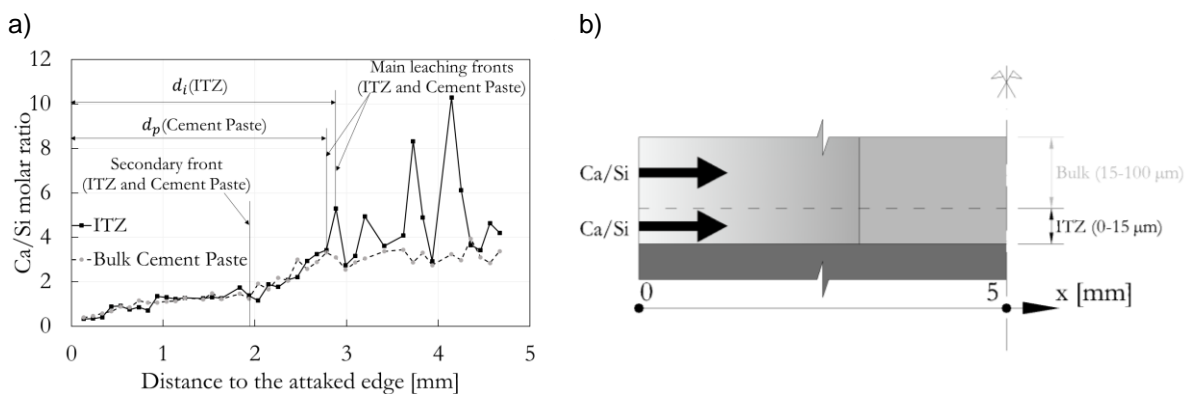 a)
12
10
8
6
4
2
0
Ca/Si molar ratio
d_i(ITZ)
d_p(Cement Paste)
Main leaching fronts
(ITZ and Cement Paste)
Secondary front
(ITZ and Cement Paste)
ITZ
Bulk Cement Paste
0 1 2 3 4 5
Distance to the attaked edge [mm]
b)
Ca/Si
Ca/Si
Bulk (15-100 μm)
ITZ (0-15 μm)
0 5
x [mm]